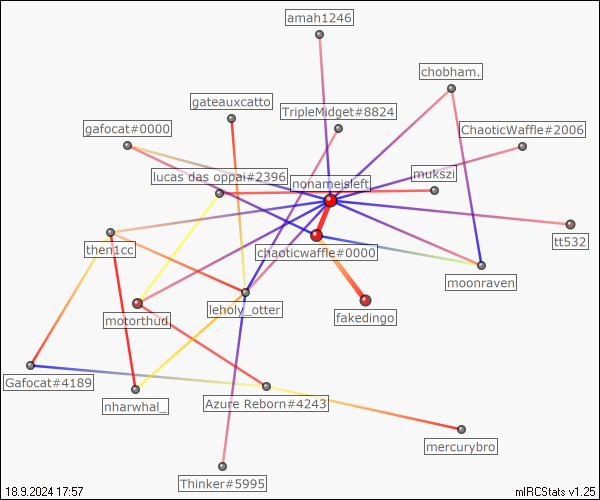 amah1246
chobham.
gateauxcatto
TripleMidget#8824
gafocat#0000
ChaoticWaffle#2006
lucas das oppai#2396
mukszi
nonameisleft
then1cc
chaoticwaffle#0000
tt532
moonraven
motorthud
leholy_otter
fakedingo
Gafocat#4189
nharwhal_
Azure Reborn#4243
mercurybro
Thinker#5995
18.9.2024 17:57
mIRCStats v1.25